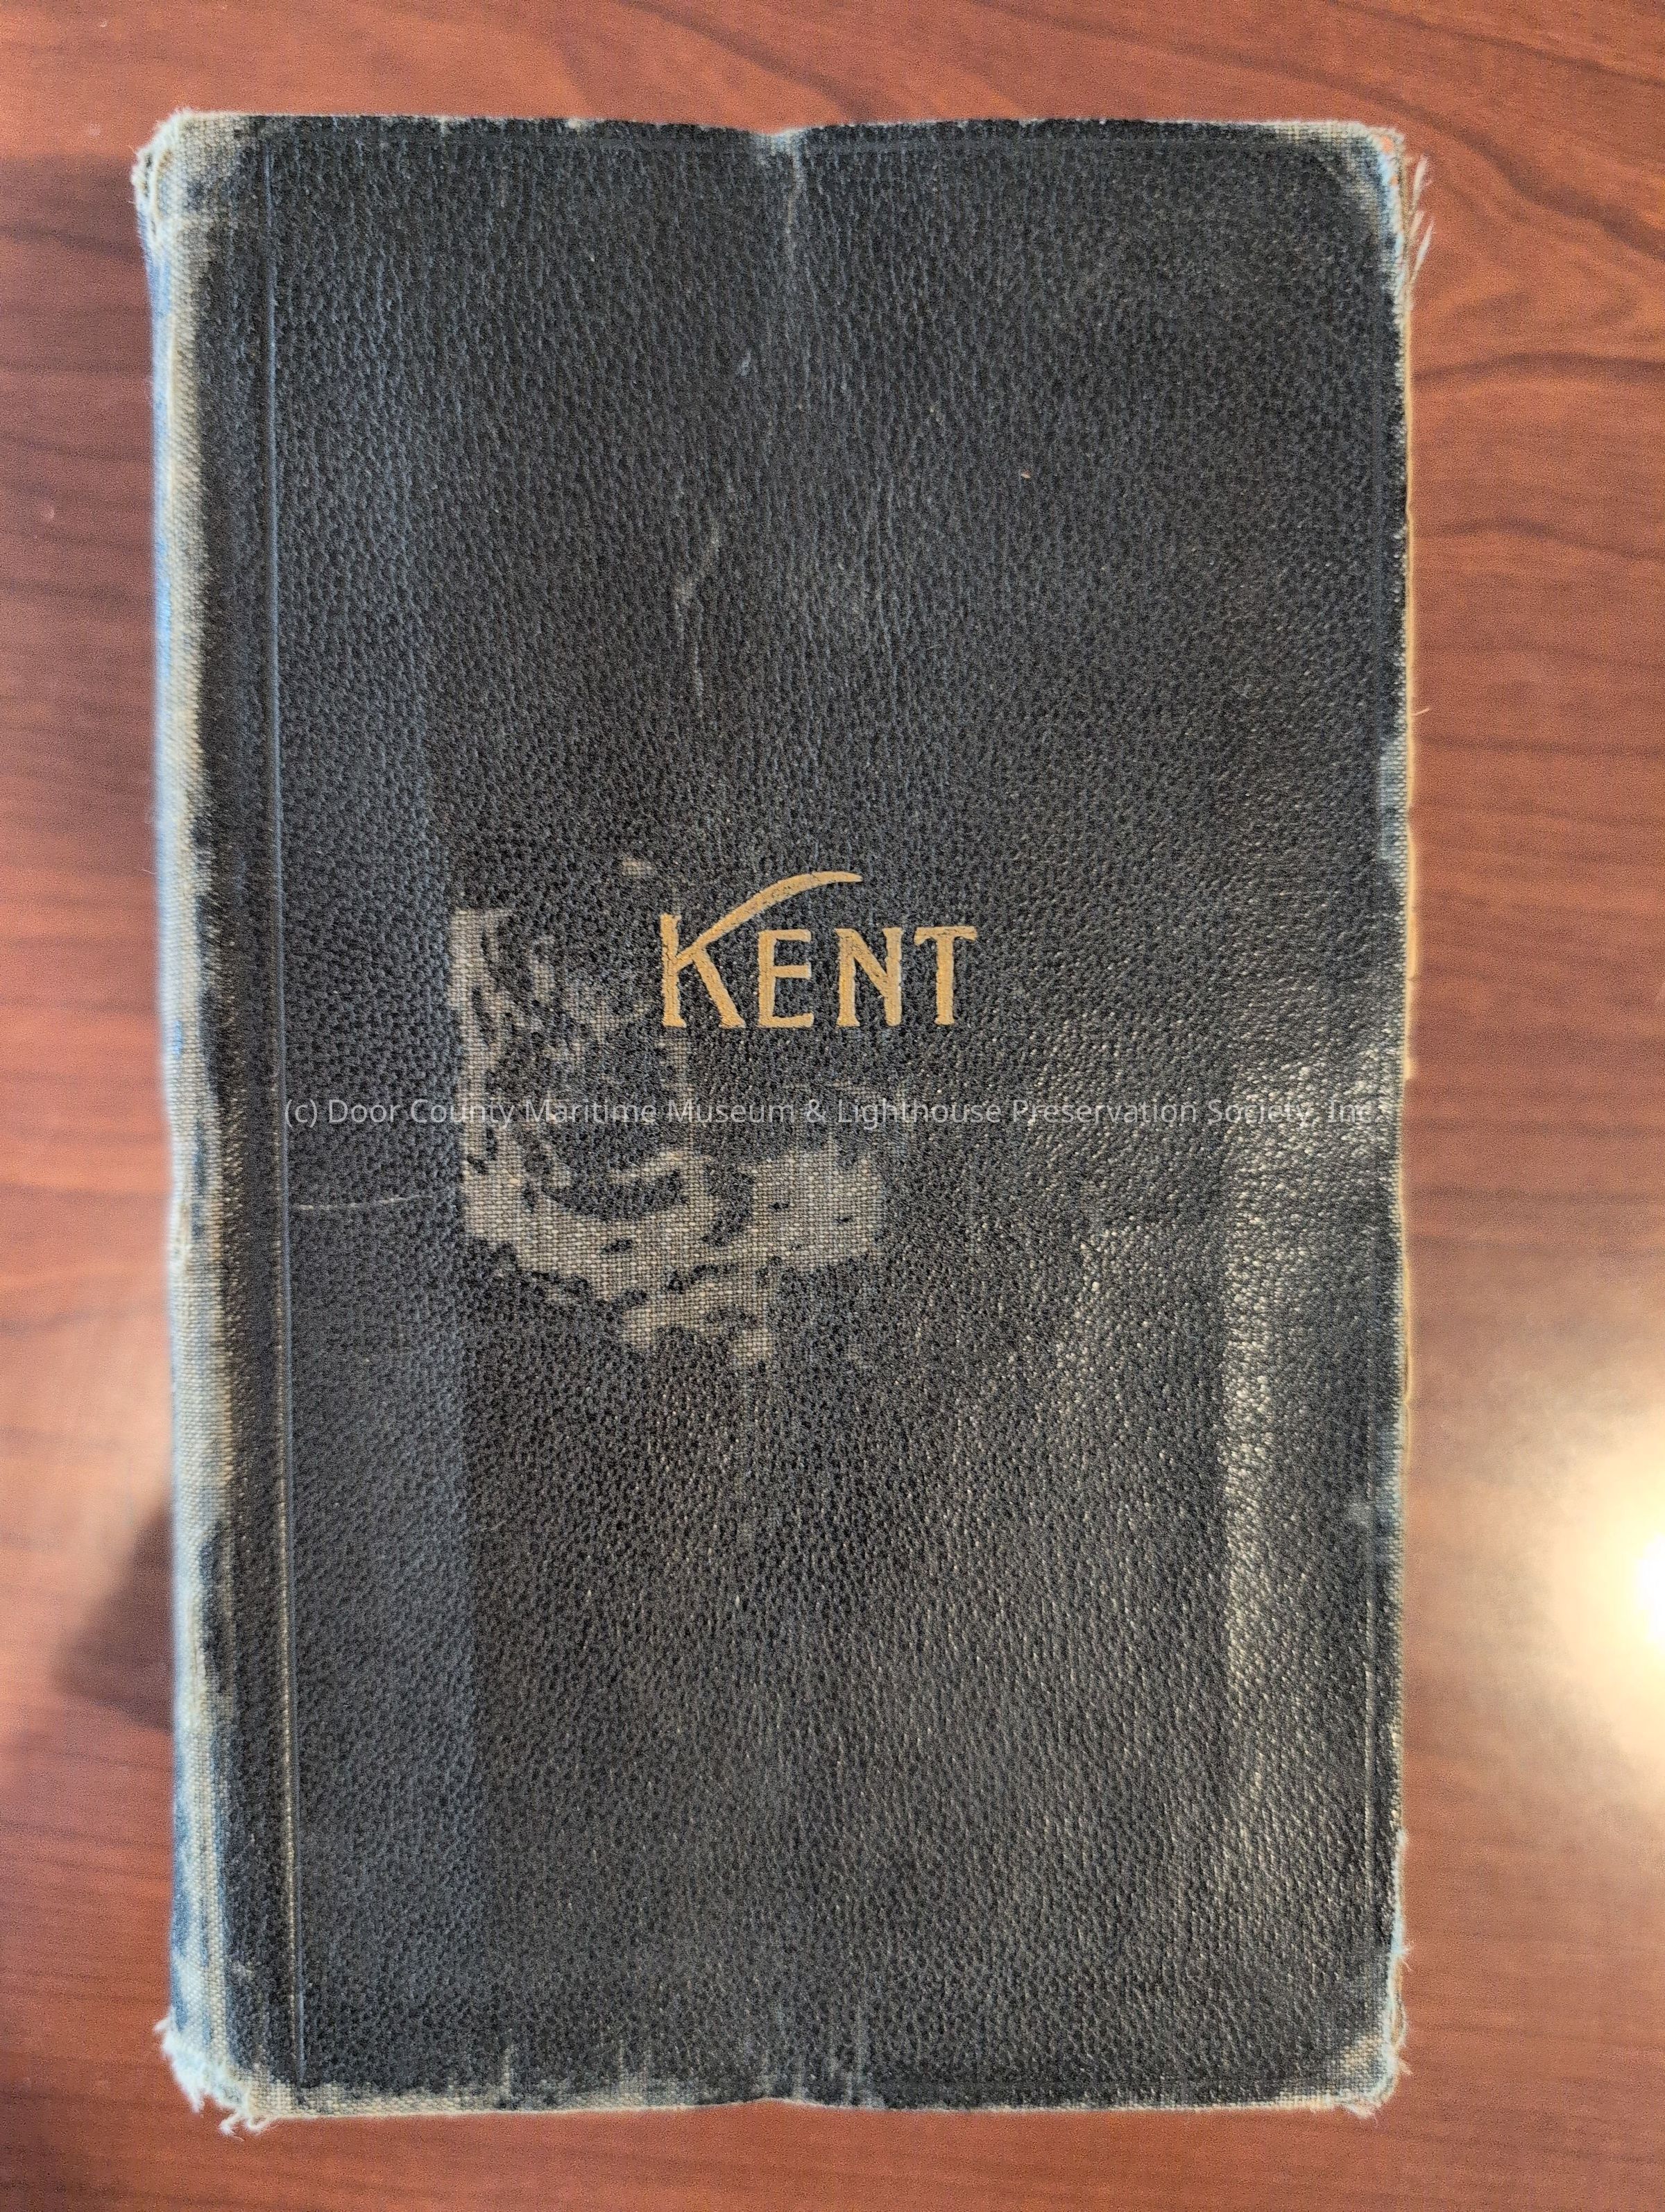 KENT
(c) Door County Maritime Museum & Lighthouse Preservation Society, Inc.